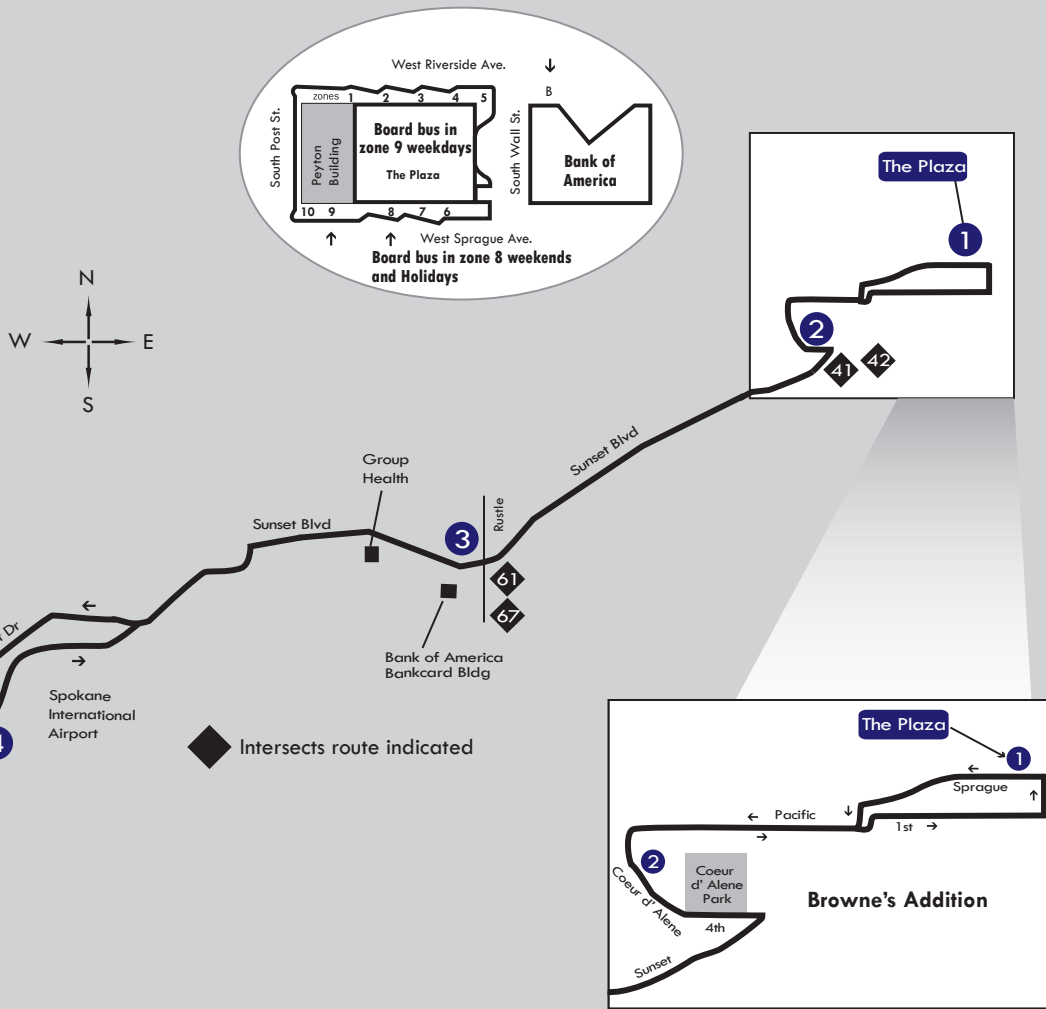 West Riverside Ave.
B
zones 1 2 3 4 5
South Post St.
Peyton
Building
Board bus in
zone 9 weekdays
The Plaza
South Wall St.
Bank of
America
10 9 8 7 6
West Sprague Ave.
Board bus in zone 8 weekends
and Holidays
N
W E
S
The Plaza
1
2
41 42
Sunset Blvd
Group
Health
Sunset Blvd
3
Rustle
61
67
Bank of America
Bankcard Bldg
Dr
Spokane
International
Airport
4
Intersects route indicated
The Plaza
1
Sprague
Pacific
1st
2
Coeur d' Alene
Coeur
d' Alene
Park
Browne's Addition
4th
Sunset